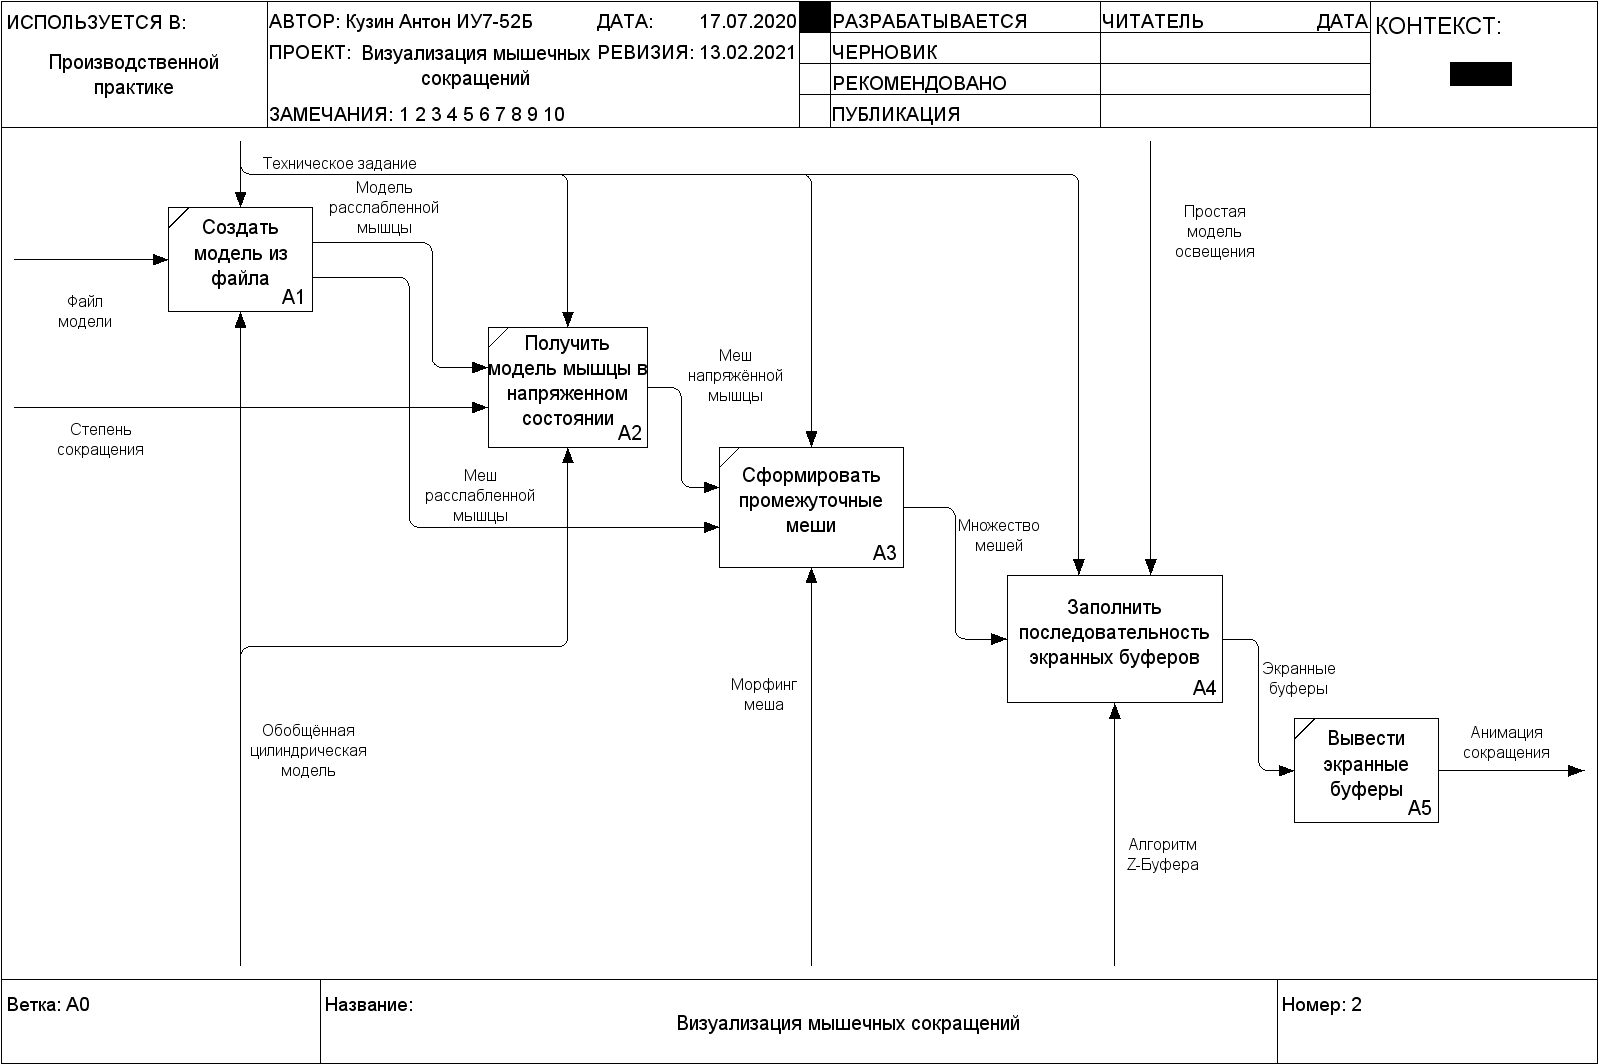 ИСПОЛЬЗУЕТСЯ В:
Производственной
практике
АВТОР: Кузин Антон ИУ7-52Б
ДАТА: 17.07.2020
ПРОЕКТ: Визуализация мышечных
сокращений
РЕВИЗИЯ: 13.02.2021
ЗАМЕЧАНИЯ: 1 2 3 4 5 6 7 8 9 10
РАЗРАБАТЫВАЕТСЯ
ЧЕРНОВИК
РЕКОМЕНДОВАНО
ПУБЛИКАЦИЯ
ЧИТАТЕЛЬ
ДАТА
КОНТЕКСТ:
Техническое задание
Модель
расслабленной
мышцы
Простая
модель
освещения
Создать
модель из
файла
A1
Файл
модели
Получить
модель мышцы в
напряженном
состоянии
A2
Меш
напряжённой
мышцы
Степень
сокращения
Меш
расслабленной
мышцы
Сформировать
промежуточные
меши
A3
Множество
мешей
Заполнить
последовательность
экранных буферов
A4
Экранные
буферы
Морфинг
меша
Обобщённая
цилиндрическая
модель
Вывести
экранные
буферы
A5
Анимация
сокращения
Алгоритм
Z-Буфера
Ветка: A0
Название:
Визуализация мышечных сокращений
Номер: 2